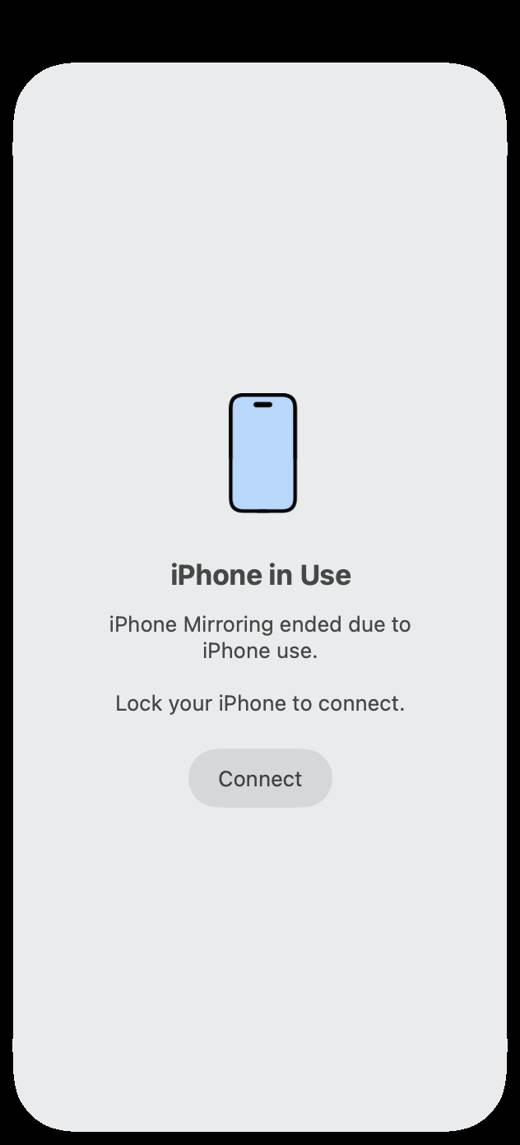 iPhone in Use
iPhone Mirroring ended due to
iPhone use.
Lock your iPhone to connect.
Connect